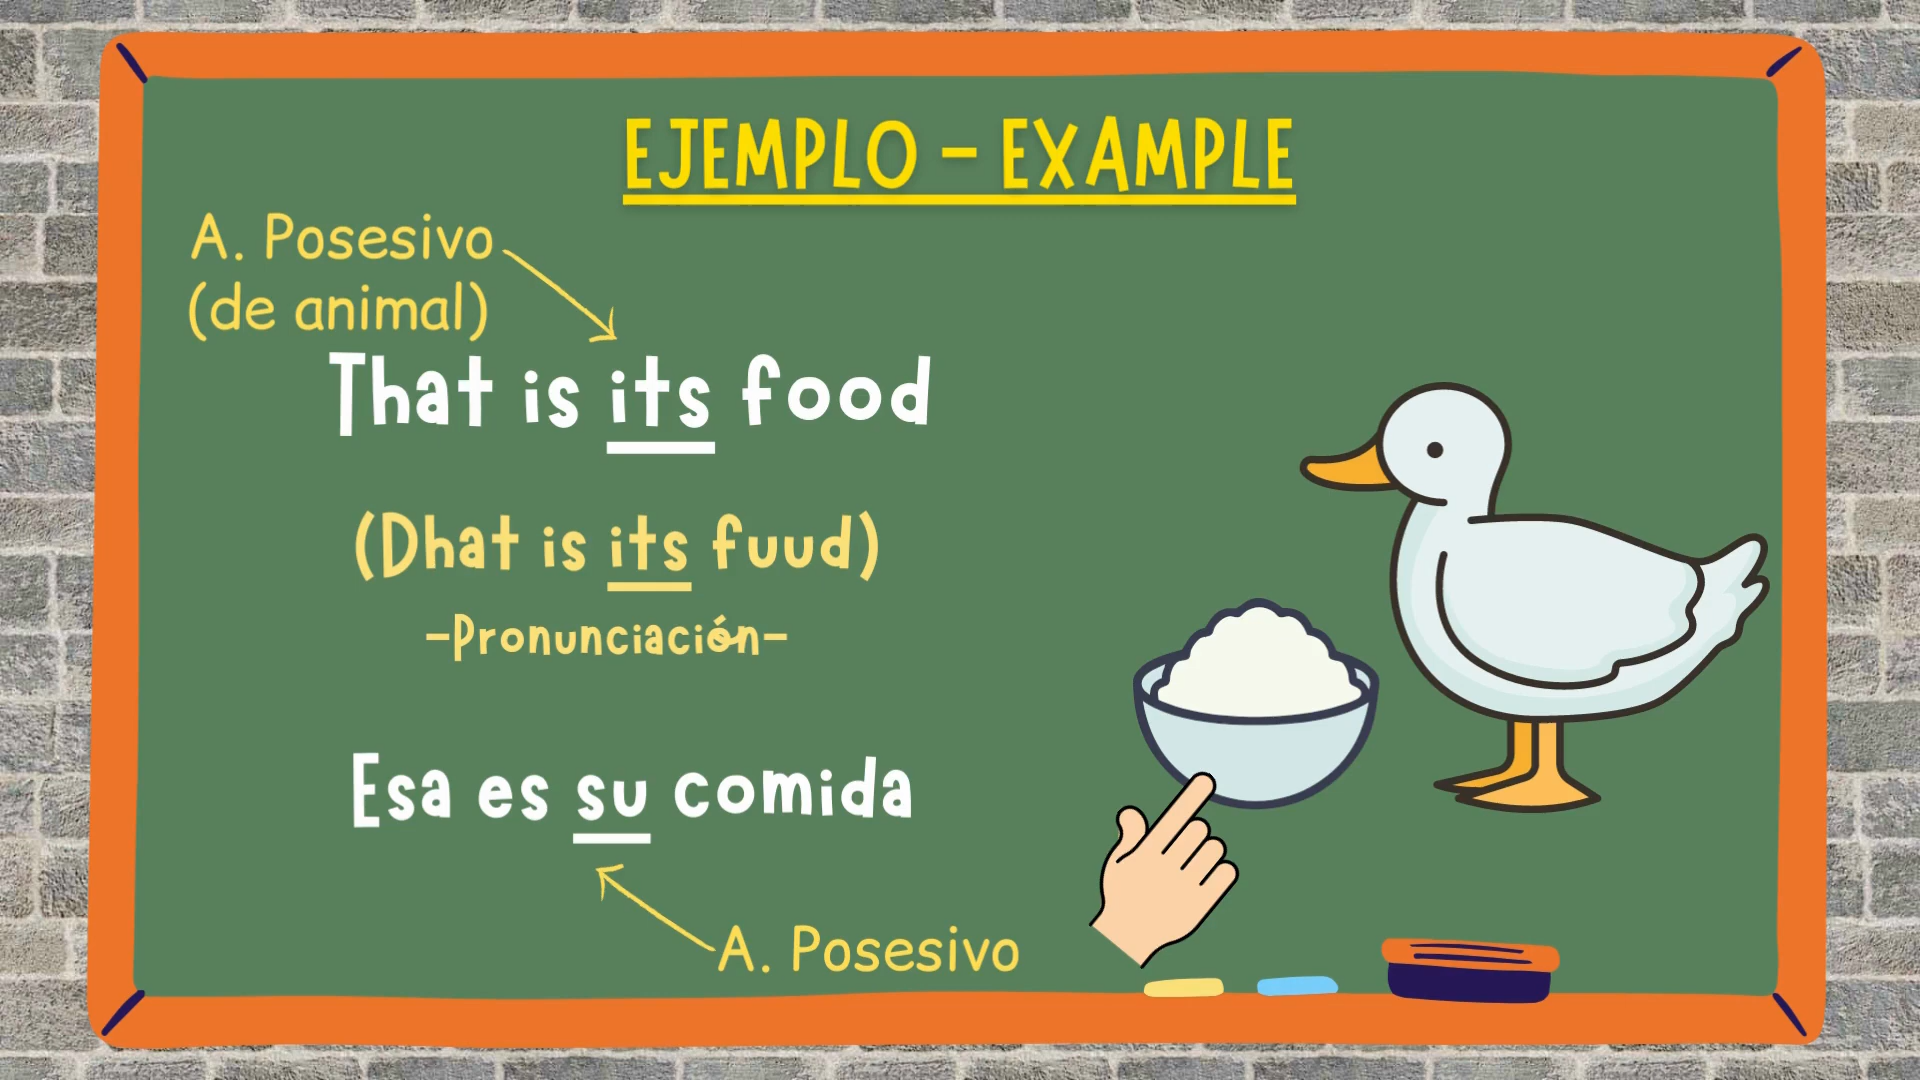 EJEMPLO - EXAMPLE
A. Posesivo
(de animal)
That is its food
(Dhat is its fuud)
-Pronunciación-
Esa es su comida
A. Posesivo